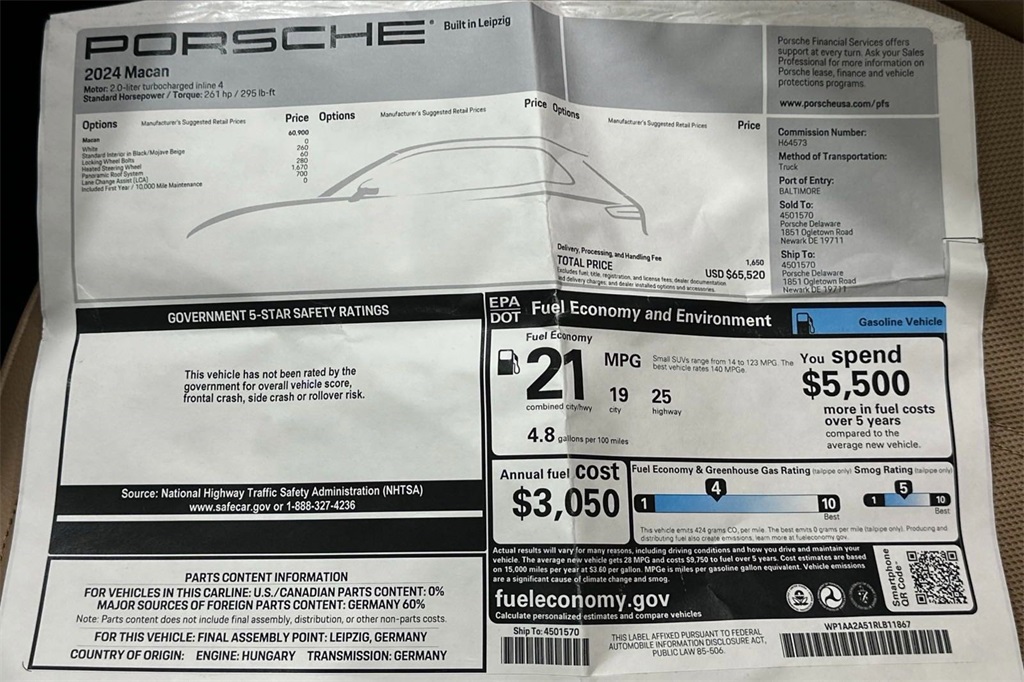 PORSCHE
Built in Leipzig
2024 Macan
Motor: 2.0-liter turbocharged inline 4
Standard Horsepower / Torque: 261 hp / 295 lb-ft
Porsche Financial Services offers
support at every turn. Ask your Sales
Professional for more information on
Porsche lease, finance and vehicle
protections programs.
www.porscheusa.com/pfs
Options Manufacturer's Suggested Retail Prices Price
Options Manufacturer's Suggested Retail Prices Price
Options Manufacturer's Suggested Retail Prices Price
Macan 60,900
White 0
Standard Interior in Black/Mojave Beige 260
Locking Wheel Bolts 60
Heated Steering Wheel 280
Panoramic Roof System 1,670
Lane Change Assist (LCA) 700
Included First Year / 10,000 Mile Maintenance 0
Commission Number:
H64573
Method of Transportation:
Truck
Port of Entry:
BALTIMORE
Sold To:
4501570
Porsche Delaware
1851 Ogletown Road
Newark DE 19711
Ship To:
4501570
Porsche Delaware
1851 Ogletown Road
Newark DE 19711
Delivery, Processing, and Handling Fee 1,650
TOTAL PRICE USD $65,520
Excludes fuel, title, registration, and license fees, dealer documentation
and delivery charges, and dealer installed options and accessories.
GOVERNMENT 5-STAR SAFETY RATINGS
This vehicle has not been rated by the
government for overall vehicle score,
frontal crash, side crash or rollover risk.
Source: National Highway Traffic Safety Administration (NHTSA)
www.safecar.gov or 1-888-327-4236
PARTS CONTENT INFORMATION
FOR VEHICLES IN THIS CARLINE: U.S./CANADIAN PARTS CONTENT: 0%
MAJOR SOURCES OF FOREIGN PARTS CONTENT: GERMANY 60%
Note: Parts content does not include final assembly, distribution, or other non-parts costs.
FOR THIS VEHICLE: FINAL ASSEMBLY POINT: LEIPZIG, GERMANY
COUNTRY OF ORIGIN: ENGINE: HUNGARY TRANSMISSION: GERMANY
EPA
DOT
Fuel Economy and Environment
Gasoline Vehicle
Fuel Economy
21 MPG
combined city/hwy
19
city
25
highway
4.8 gallons per 100 miles
Small SUVs range from 14 to 123 MPG. The
best vehicle rates 140 MPGe.
You spend
$5,500
more in fuel costs
over 5 years
compared to the
average new vehicle.
Annual fuel cost
$3,050
Fuel Economy & Greenhouse Gas Rating (tailpipe only)
1 4 10
Best
Smog Rating (tailpipe only)
1 5 10
Best
This vehicle emits 424 grams CO2 per mile. The best emits 0 grams per mile (tailpipe only). Producing and
distributing fuel also create emissions, learn more at fueleconomy.gov.
Actual results will vary for many reasons, including driving conditions and how you drive and maintain your
vehicle. The average new vehicle gets 28 MPG and costs $9,750 to fuel over 5 years. Cost estimates are based
on 15,000 miles per year at $3.60 per gallon. MPGe is miles per gasoline gallon equivalent. Vehicle emissions
are a significant cause of climate change and smog.
fueleconomy.gov
Calculate personalized estimates and compare vehicles
Smartphone
QR Code
Ship To: 4501570
THIS LABEL AFFIXED PURSUANT TO FEDERAL
AUTOMOBILE INFORMATION DISCLOSURE ACT,
PUBLIC LAW 85-506.
WP1AA2A51RLB11867